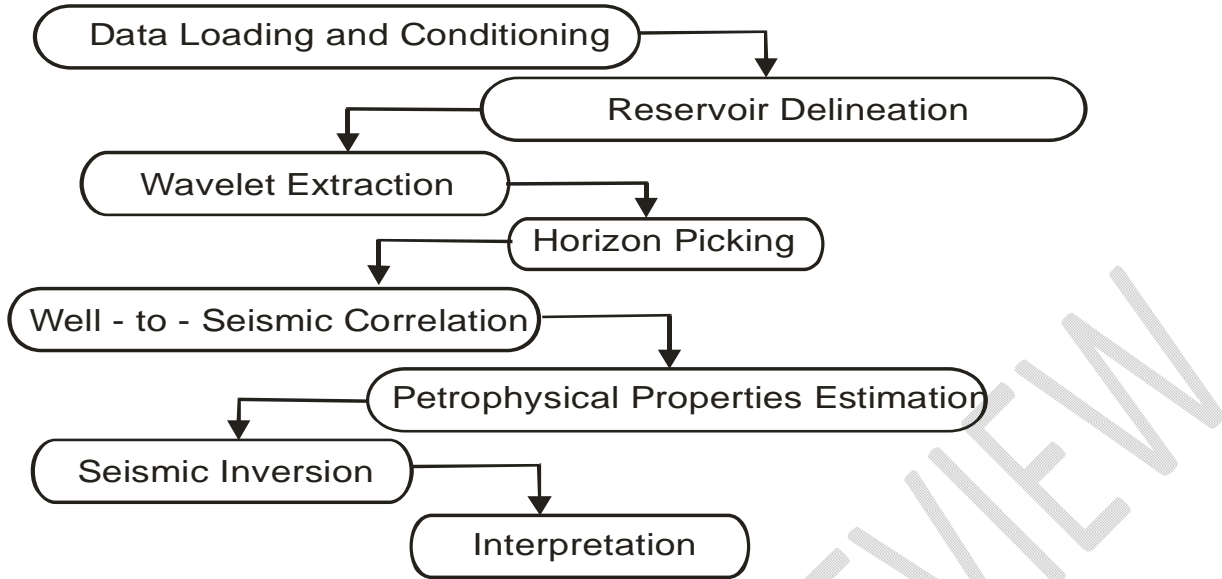 Data Loading and Conditioning
Reservoir Delineation
Wavelet Extraction
Horizon Picking
Well - to - Seismic Correlation
Petrophysical Properties Estimation
Seismic Inversion
Interpretation